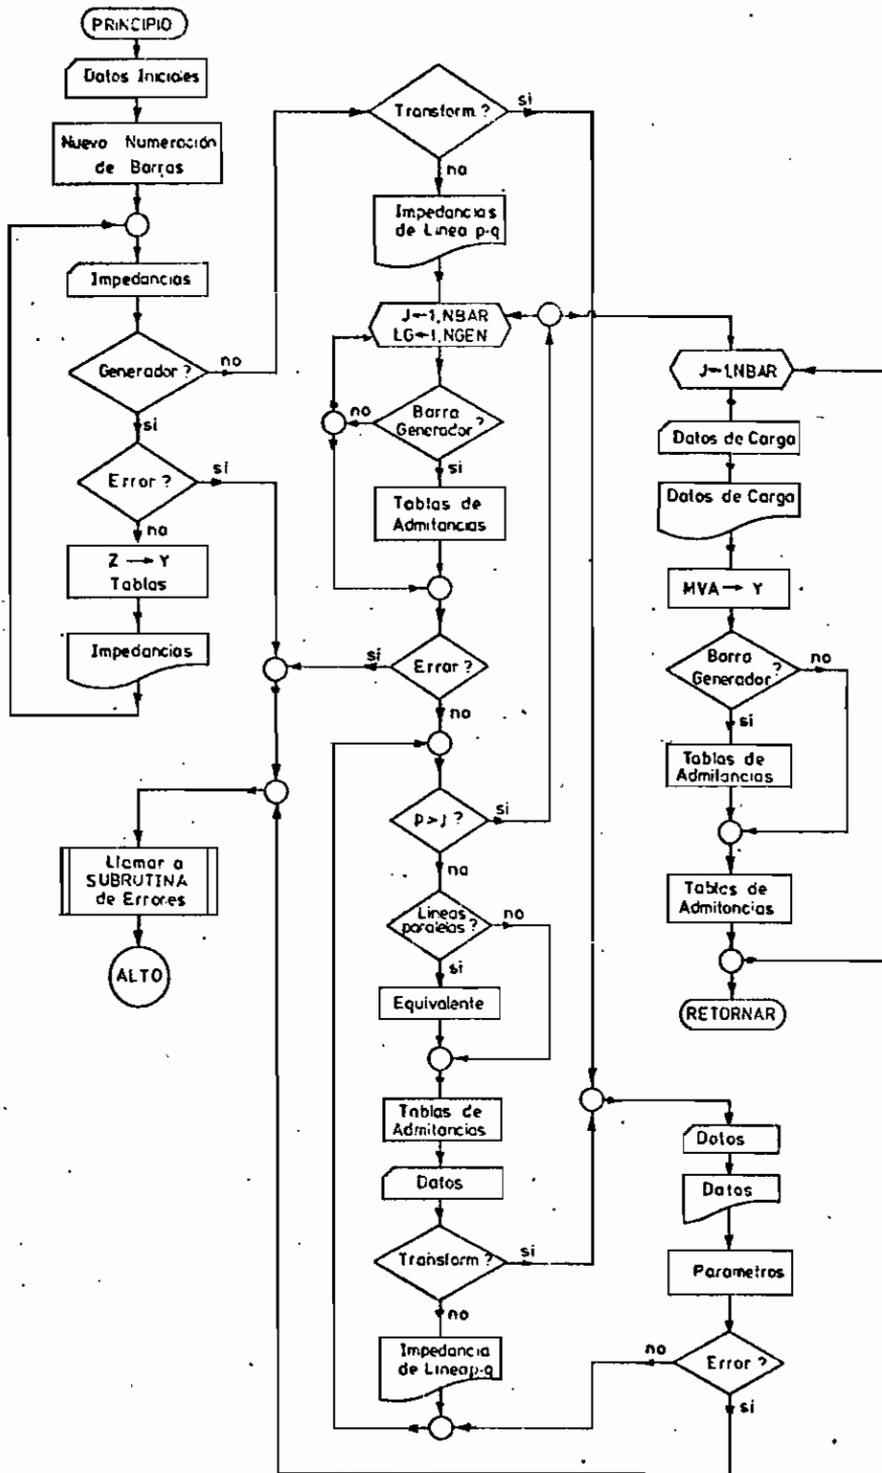 PRINCIPIO
Datos Iniciales
Nueva Numeración
de Barras
Impedancias
Generador ?
no
si
Error ?
si
no
Z → Y
Tablas
Impedancias
Llamar a
SUBRUTINA
de Errores
ALTO
Transform ?
si
no
Impedancias
de Linea p-q
J←1,NBAR
LG←1,NGEN
Barra
Generador ?
no
si
Tablas de
Admitancias
Error ?
si
no
p>j ?
si
no
Lineas
paralelas ?
no
si
Equivalente
Tablas de
Admitancias
Datos
Transform ?
si
no
Impedancia
de Linea p-q
J←1,NBAR
Datos de Carga
Datos de Carga
MVA → Y
Barra
Generador ?
no
si
Tablas de
Admitancias
Tablas de
Admitancias
RETORNAR
Datos
Datos
Parametros
Error ?
no
si